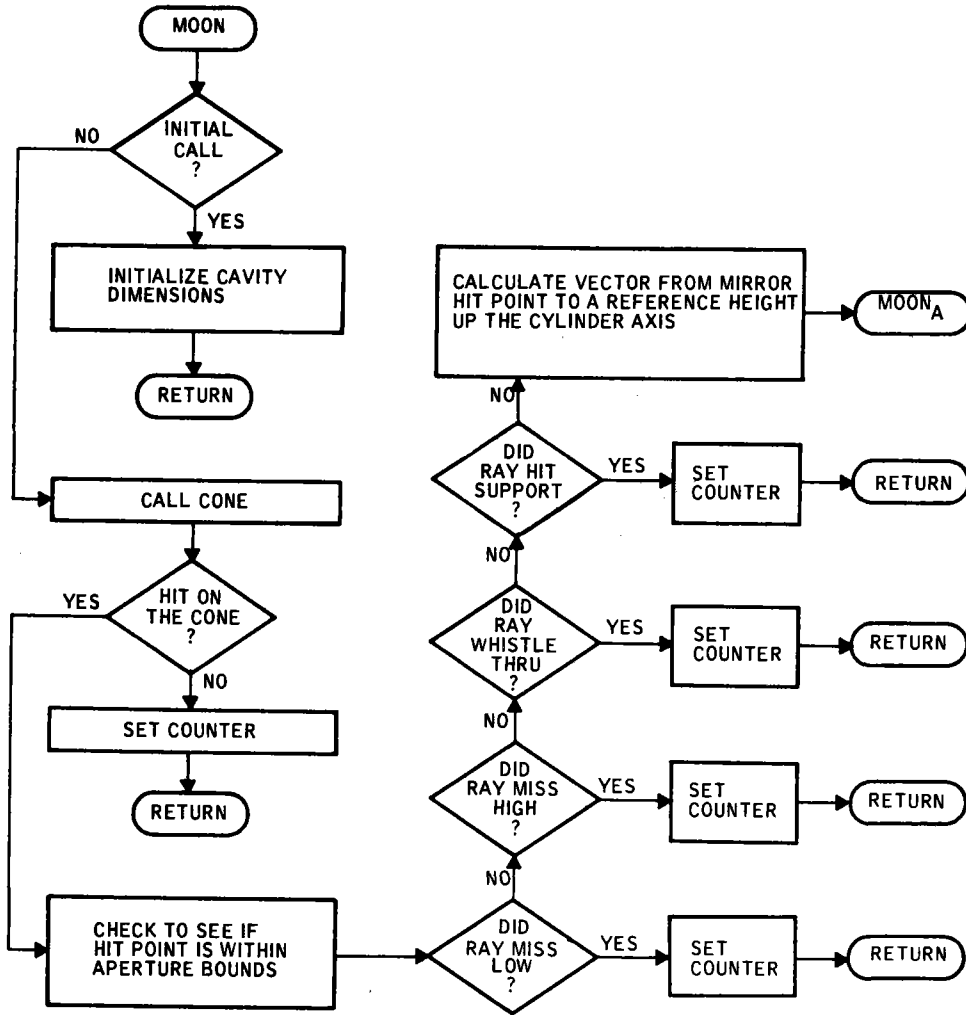 MOON
INITIAL
CALL
?
NO
YES
INITIALIZE CAVITY
DIMENSIONS
RETURN
CALL CONE
HIT ON
THE CONE
?
YES
NO
SET COUNTER
RETURN
CHECK TO SEE IF
HIT POINT IS WITHIN
APERTURE BOUNDS
DID
RAY MISS
LOW
?
YES
SET
COUNTER
RETURN
NO
DID
RAY MISS
HIGH
?
YES
SET
COUNTER
RETURN
NO
DID
RAY
WHISTLE
THRU
?
YES
SET
COUNTER
RETURN
NO
DID
RAY HIT
SUPPORT
?
YES
SET
COUNTER
RETURN
NO
CALCULATE VECTOR FROM MIRROR
HIT POINT TO A REFERENCE HEIGHT
UP THE CYLINDER AXIS
MOONA